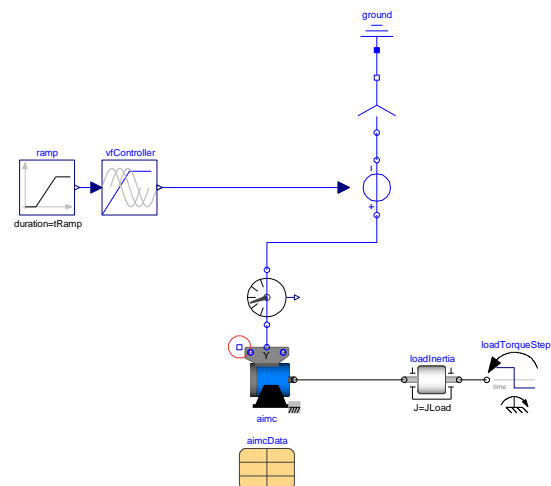 ground
ramp
vfController
duration=tRamp
-
+
Y
loadInertia
loadTorqueStep
time
J=JLoad
aimc
aimcData